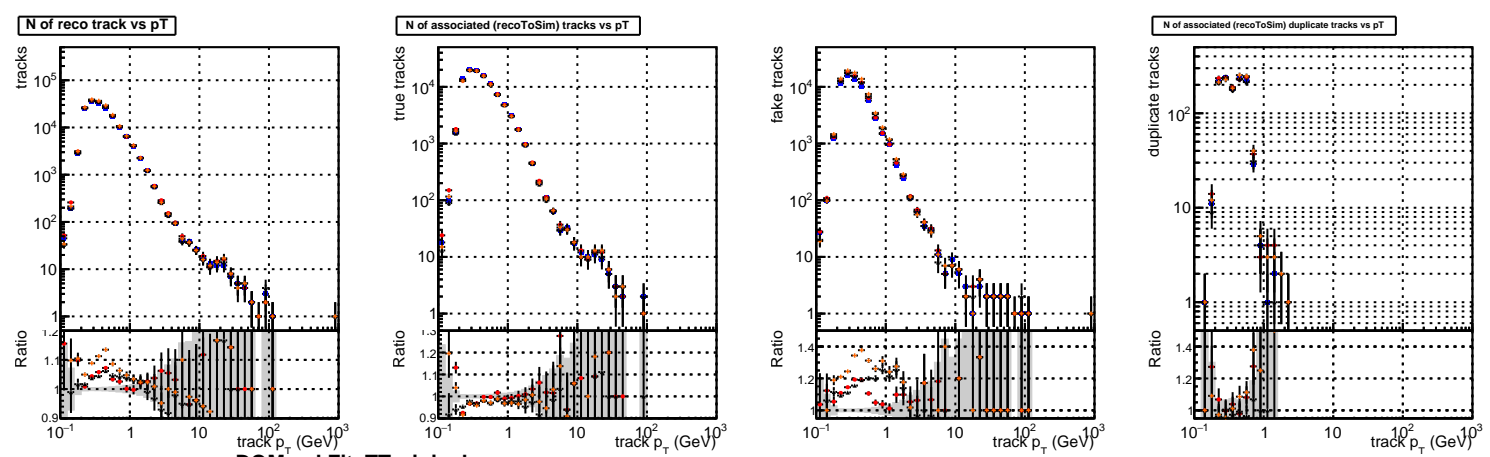 N of reco track vs pT
tracks
10^5
10^4
10^3
10^2
10
1
Ratio
1.2
1.1
1
0.9
10^-1 1 10 10^2 10^3
track p_T (GeV)
N of associated (recoToSim) tracks vs pT
true tracks
10^4
10^3
10^2
10
1
Ratio
1.3
1.2
1.1
1
0.9
10^-1 1 10 10^2 10^3
track p_T (GeV)
fake tracks
10^4
10^3
10^2
10
1
Ratio
1.4
1.2
1
10^-1 1 10 10^2 10^3
track p_T (GeV)
N of associated (recoToSim) duplicate tracks vs pT
duplicate tracks
10^2
10
1
Ratio
1.4
1.2
1
10^-1 1 10 10^2 10^3
track p_T (GeV)